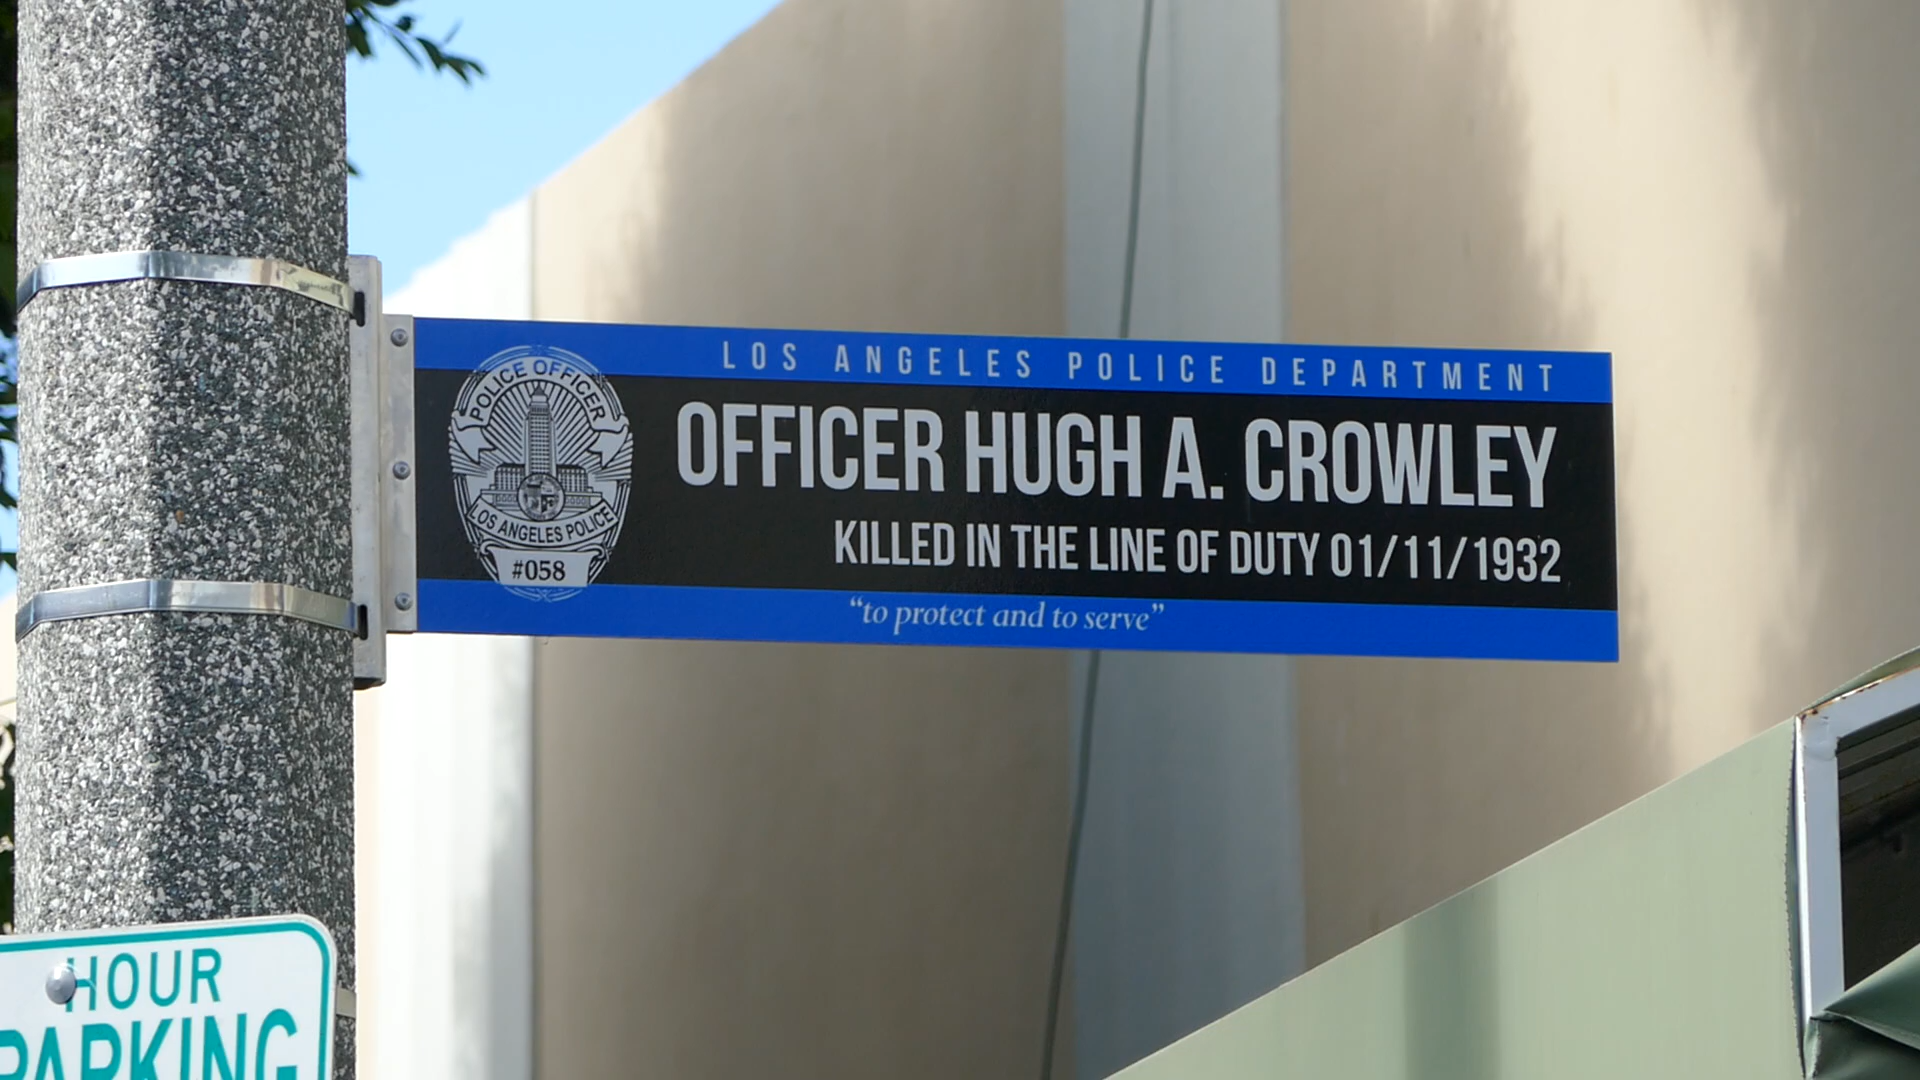 LOS ANGELES POLICE DEPARTMENT
POLICE OFFICER
OFFICER HUGH A. CROWLEY
LOS ANGELES POLICE
KILLED IN THE LINE OF DUTY 01/11/1932
#058
“to protect and to serve”
HOUR
PARKING